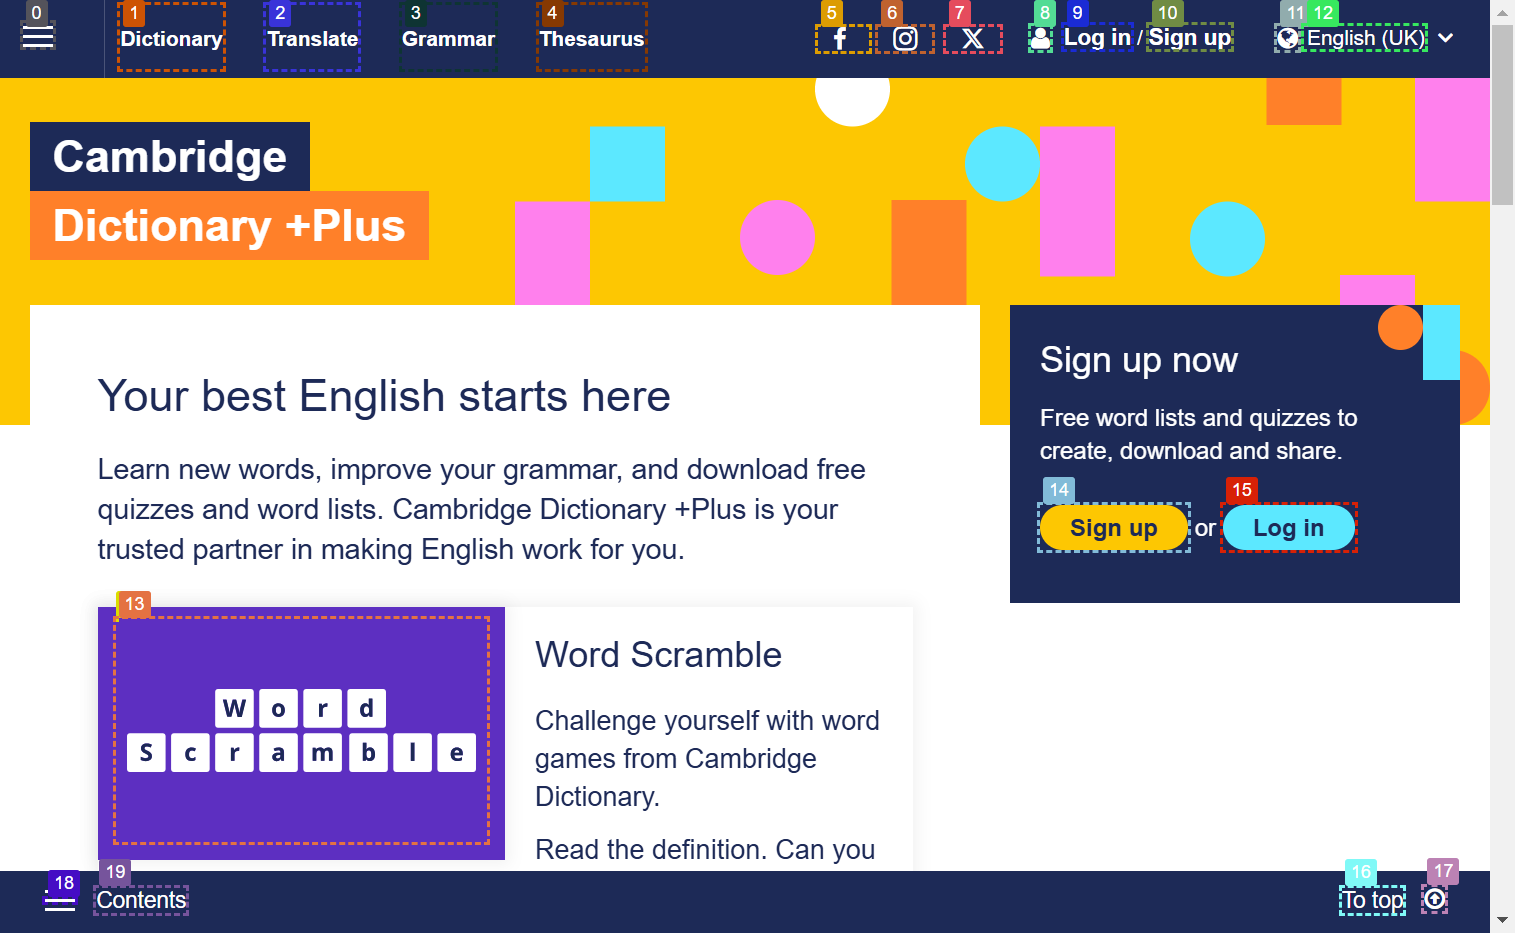 0 1 2 3 4 5 6 7 8 9 10 11 12
Dictionary Translate Grammar Thesaurus Log in / Sign up English (UK)
Cambridge
Dictionary +Plus
Your best English starts here
Learn new words, improve your grammar, and download free
quizzes and word lists. Cambridge Dictionary +Plus is your
trusted partner in making English work for you.
Sign up now
Free word lists and quizzes to
create, download and share.
14 15
Sign up or Log in
13
Word
Scramble
Word Scramble
Challenge yourself with word
games from Cambridge
Dictionary.
Read the definition. Can you
18 19 16 17
Contents To top